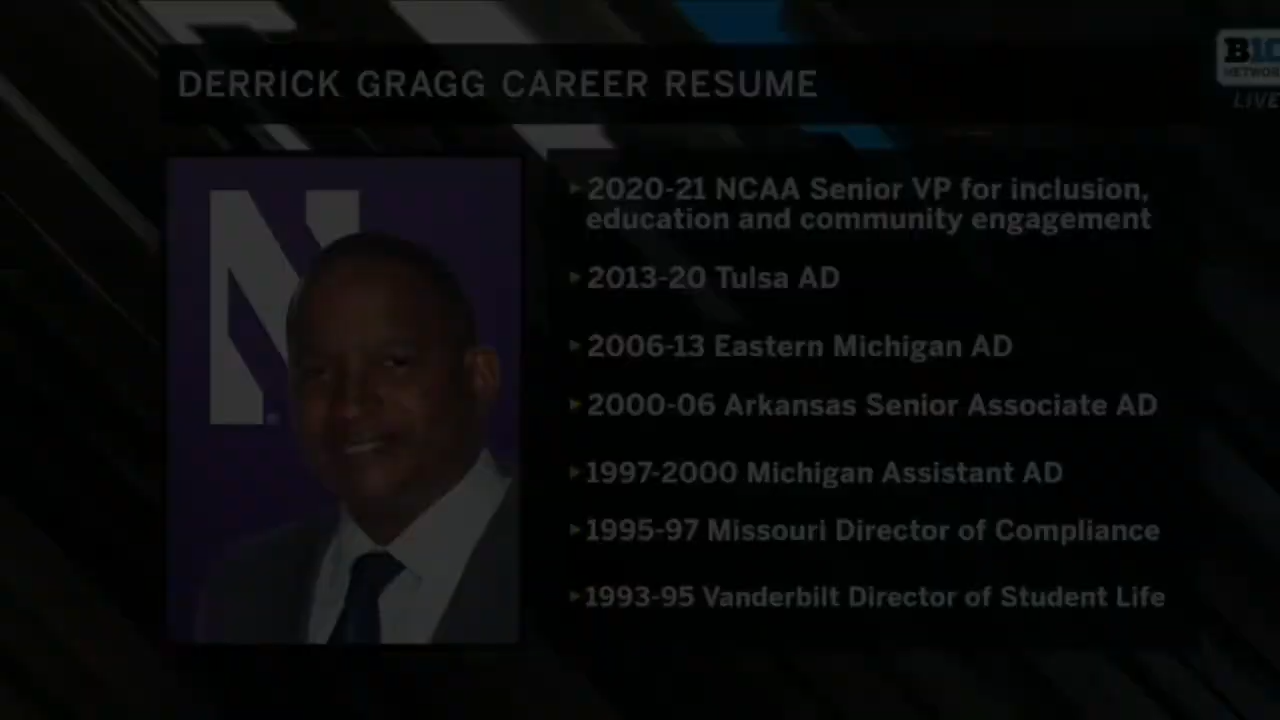 DERRICK GRAGG CAREER RESUME
B10
NETWORK
LIVE
N
2020-21 NCAA Senior VP for inclusion,
education and community engagement
2013-20 Tulsa AD
2006-13 Eastern Michigan AD
2000-06 Arkansas Senior Associate AD
1997-2000 Michigan Assistant AD
1995-97 Missouri Director of Compliance
1993-95 Vanderbilt Director of Student Life